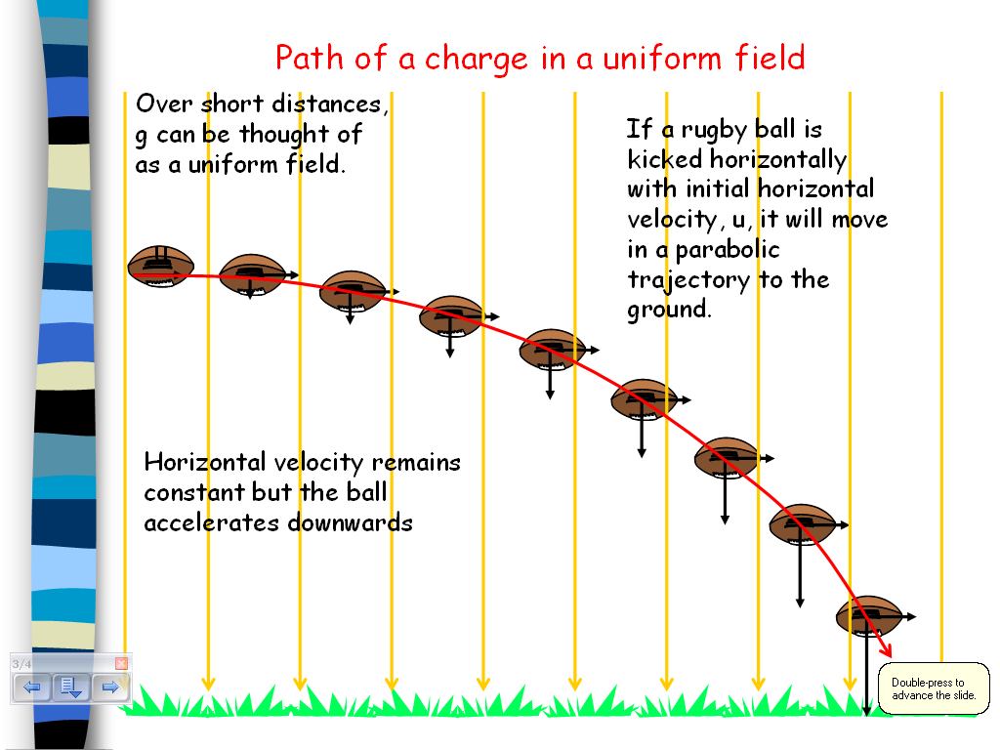 Path of a charge in a uniform field
Over short distances,
g can be thought of
as a uniform field.
If a rugby ball is
kicked horizontally
with initial horizontal
velocity, u, it will move
in a parabolic
trajectory to the
ground.
Horizontal velocity remains
constant but the ball
accelerates downwards
3/4
Double-press to
advance the slide.